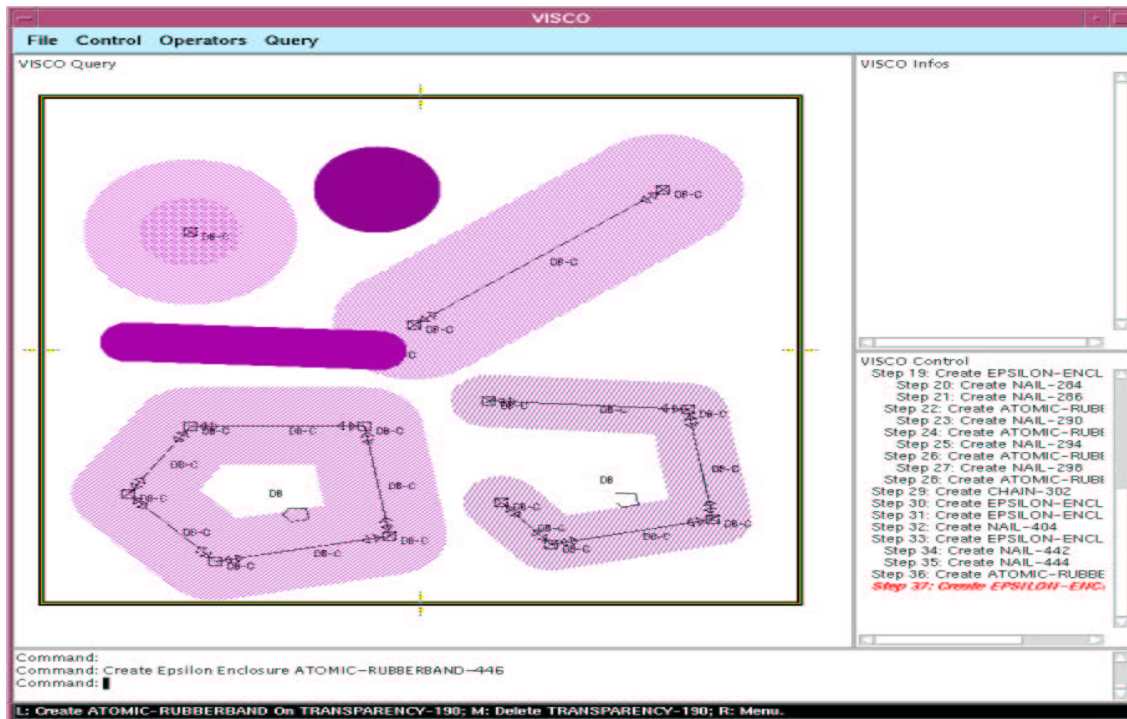 VISCO
File Control Operators Query
VISCO Query
DB-C
DB-C
DB-C
DB-C
C
DB-C
DB-C
DB-C
DB-C
DB-C
DB-C
DB
DB-C
DB-C
DB-C
DB-C
DB-C
DB-C
DB-C
DB-C
DB-C
DB
DB-C
DB-C
DB-C
DB-C
DB-C
VISCO Infos
VISCO Control
Step 19: Create EPSILON-ENCL
Step 20: Create NAIL-284
Step 21: Create NAIL-286
Step 22: Create ATOMIC-RUBB
Step 23: Create NAIL-290
Step 24: Create ATOMIC-RUBB
Step 25: Create NAIL-294
Step 26: Create ATOMIC-RUBB
Step 27: Create NAIL-298
Step 28: Create ATOMIC-RUBB
Step 29: Create CHAIN-302
Step 30: Create EPSILON-ENCL
Step 31: Create EPSILON-ENCL
Step 32: Create NAIL-404
Step 33: Create EPSILON-ENCL
Step 34: Create NAIL-442
Step 35: Create NAIL-444
Step 36: Create ATOMIC-RUBB
Step 37: Create EPSILON-ENC
Command:
Command: Create Epsilon Enclosure ATOMIC-RUBBERBAND-446
Command:
L: Create ATOMIC-RUBBERBAND On TRANSPARENCY-190; M: Delete TRANSPARENCY-190; R: Menu.